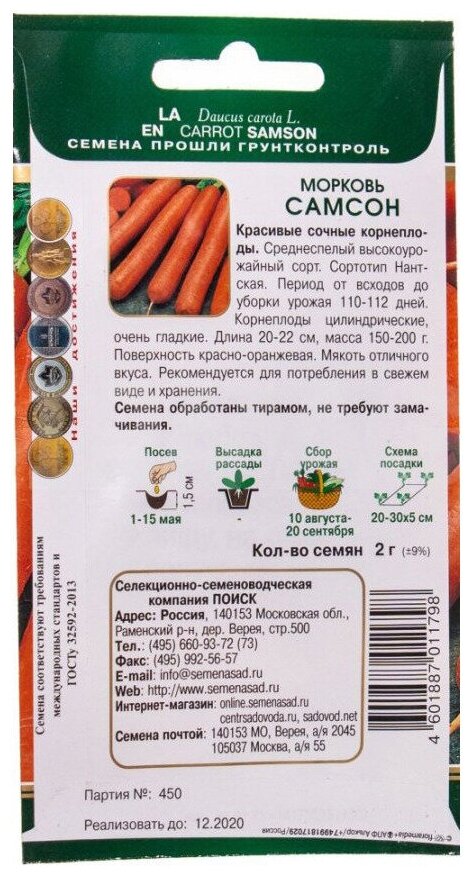 LA Daucus carota L.
EN CARROT SAMSON
СЕМЕНА ПРОШЛИ ГРУНТКОНТРОЛЬ
МОРКОВЬ
САМСОН
Красивые сочные корнепло-
ды. Среднеспелый высокоуро-
жайный сорт. Сортотип Нант-
ская. Период от всходов до
уборки урожая 110-112 дней.
Корнеплоды цилиндрические,
очень гладкие. Длина 20-22 см, масса 150-200 г.
Поверхность красно-оранжевая. Мякоть отличного
вкуса. Рекомендуется для потребления в свежем
виде и хранения.
Семена обработаны тирамом, не требуют зама-
чивания.
Наши достижения
Посев
1,5 см
1-15 мая
Высадка
рассады
-
Сбор
урожая
10 августа-
20 сентября
Схема
посадки
20-30x5 см
Кол-во семян 2 г (±9%)
Семена соответствуют требованиям
международных стандартов и
ГОСТу 32592-2013
Селекционно-семеноводческая
компания ПОИСК
Адрес: Россия, 140153 Московская обл.,
Раменский р-н, дер. Верея, стр.500
Тел.: (495) 660-93-72 (73)
Факс: (495) 992-56-57
E-mail: info@semenasad.ru
Web: http://www.semenasad.ru
Интернет-магазин: online.semenasad.ru
centrsadovoda.ru, sadovod.net
Семена почтой: 140153 МО, Верея, а/я 2045
105037 Москва, а/я 55
4 601887 011798
Партия №: 450
Реализовать до: 12.2020